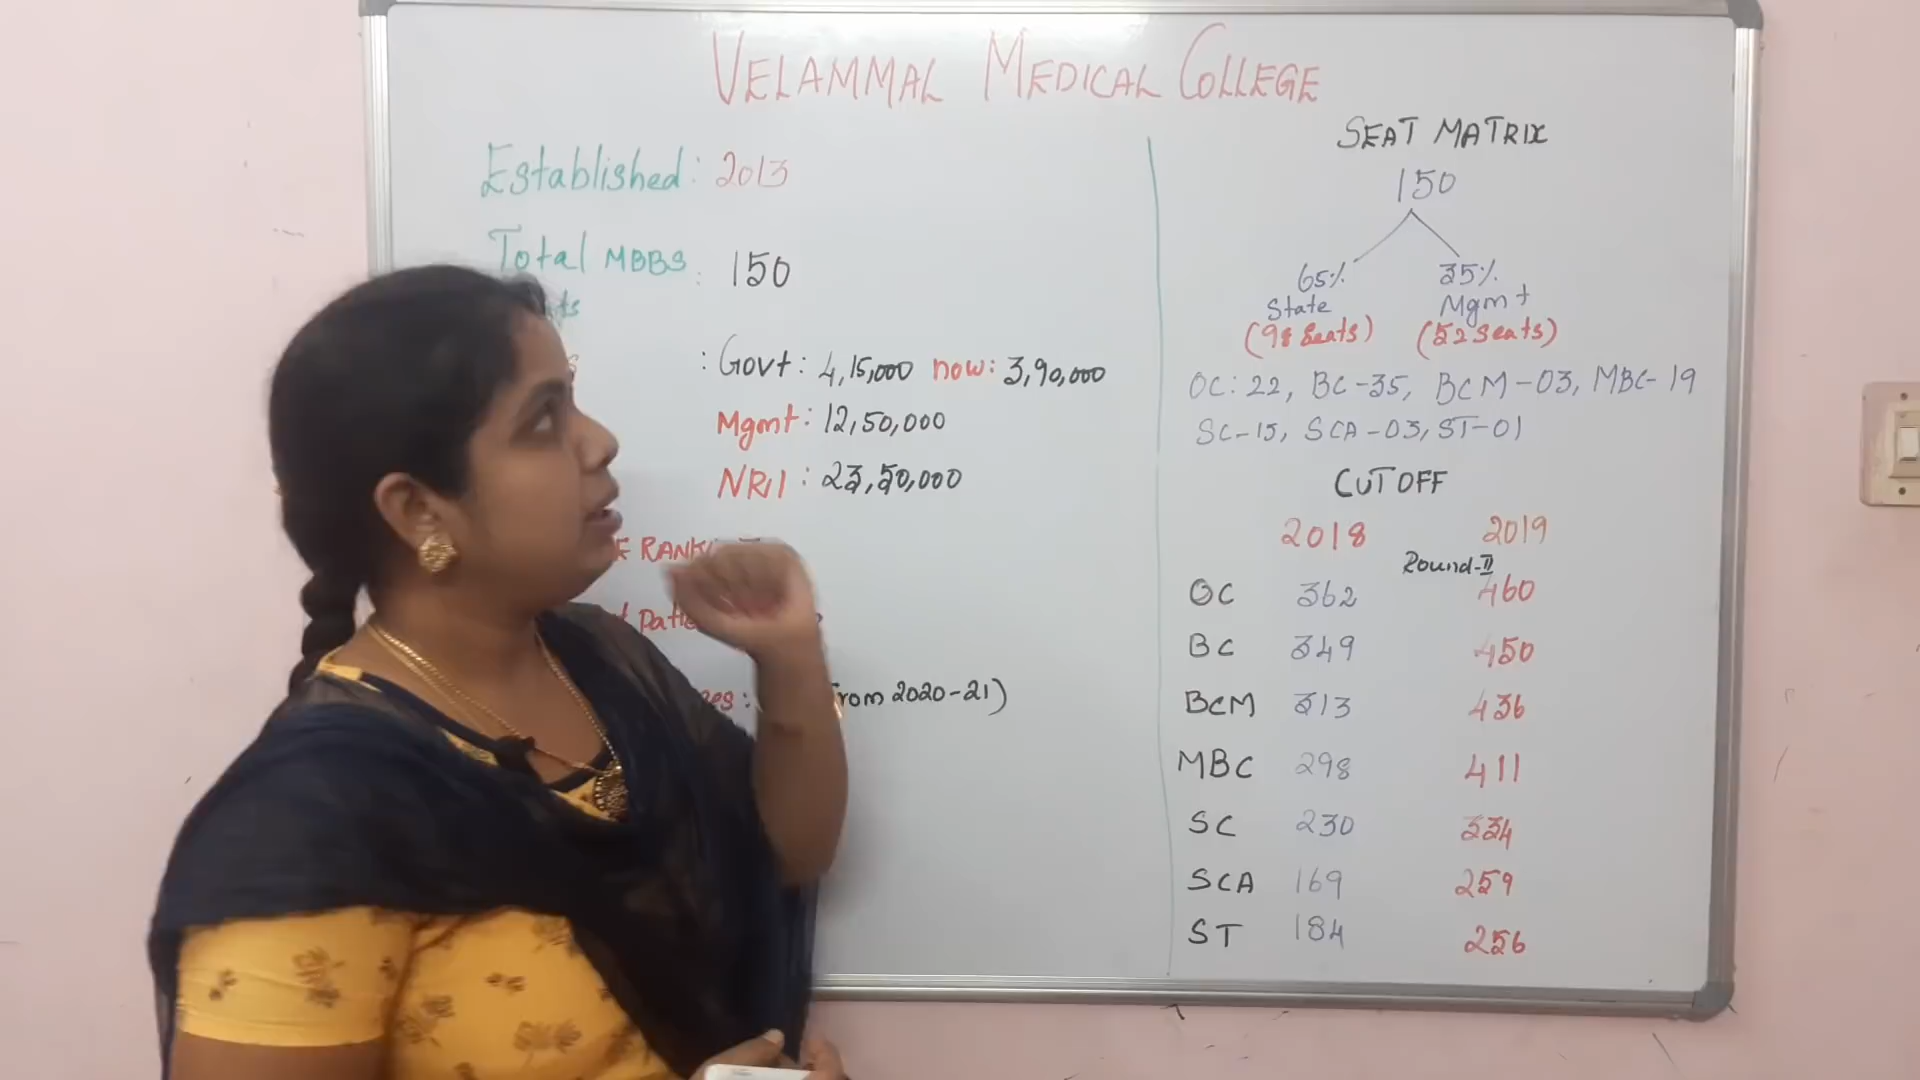 VELAMMAL MEDICAL COLLEGE
Established: 2013
Total MBBS : 150
: Govt: 4,15,000 now: 3,90,000
Mgmt: 12,50,000
NRI : 23,50,000
from 2020-21)
SEAT MATRIX
150
65% 35%
State Mgmt
(98 Seats) (52 seats)
OC: 22, BC-35, BCM-03, MBC-19
SC-15, SCA-03, ST-01
CUTOFF
2018 2019
Round-II
OC 362 460
BC 349 450
BCM 313 436
MBC 298 411
SC 230 334
SCA 169 259
ST 184 256